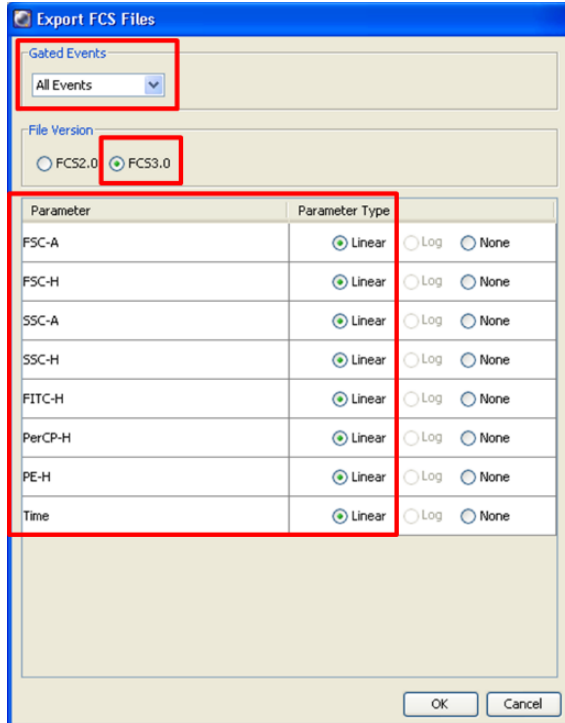 Export FCS Files
Gated Events
All Events
File Version
FCS2.0 FCS3.0
Parameter Parameter Type
FSC-A Linear Log None
FSC-H Linear Log None
SSC-A Linear Log None
SSC-H Linear Log None
FITC-H Linear Log None
PerCP-H Linear Log None
PE-H Linear Log None
Time Linear Log None
OK Cancel